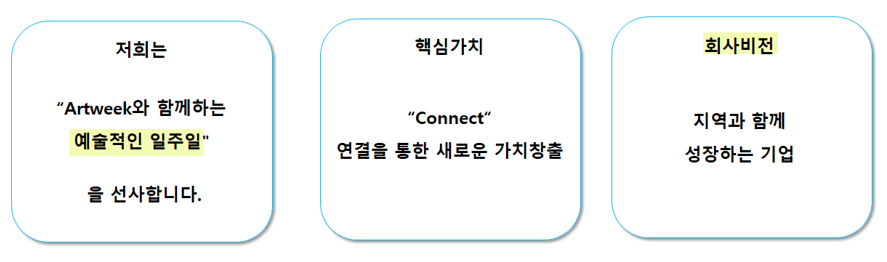 저희는
“Artweek와 함께하는
예술적인 일주일"
을 선사합니다.
핵심가치
“Connect“
연결을 통한 새로운 가치창출
회사비전
지역과 함께
성장하는 기업